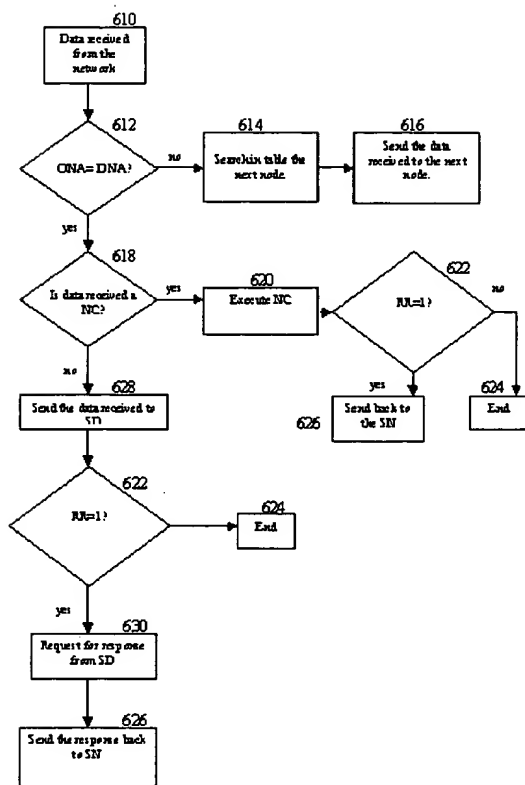 610
Data received
from the
network
612
ONA= DNA?
no
614
Search in table the
next node.
616
Send the data
received to the next
node.
yes
618
Is data received a
NC?
yes
620
Execute NC
622
RR=1?
no
yes
624
End
626
Send back to
the SN
no
628
Send the data received to
SD
622
RR=1?
624
End
yes
630
Request for response
from SD
626
Send the response back
to SN